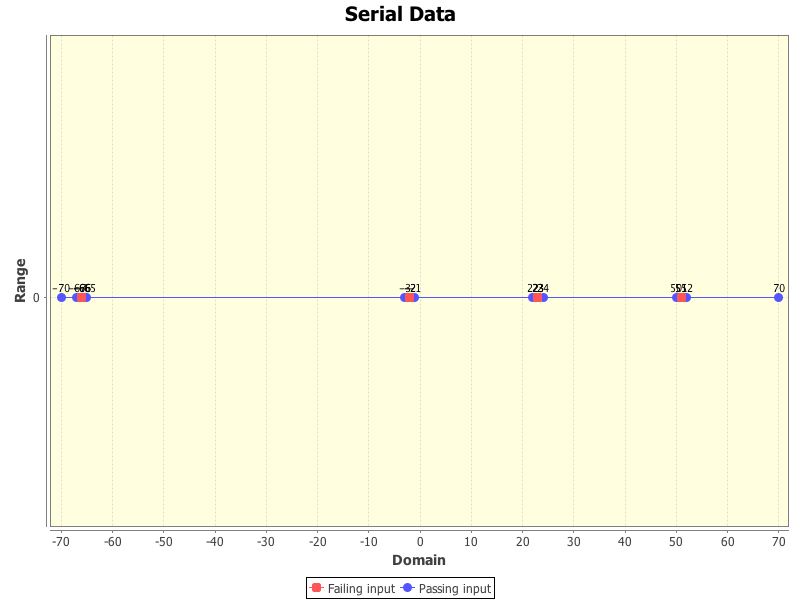 Serial Data
Range
0
-70
70
-70 -60 -50 -40 -30 -20 -10 0 10 20 30 40 50 60 70
Domain
Failing input Passing input